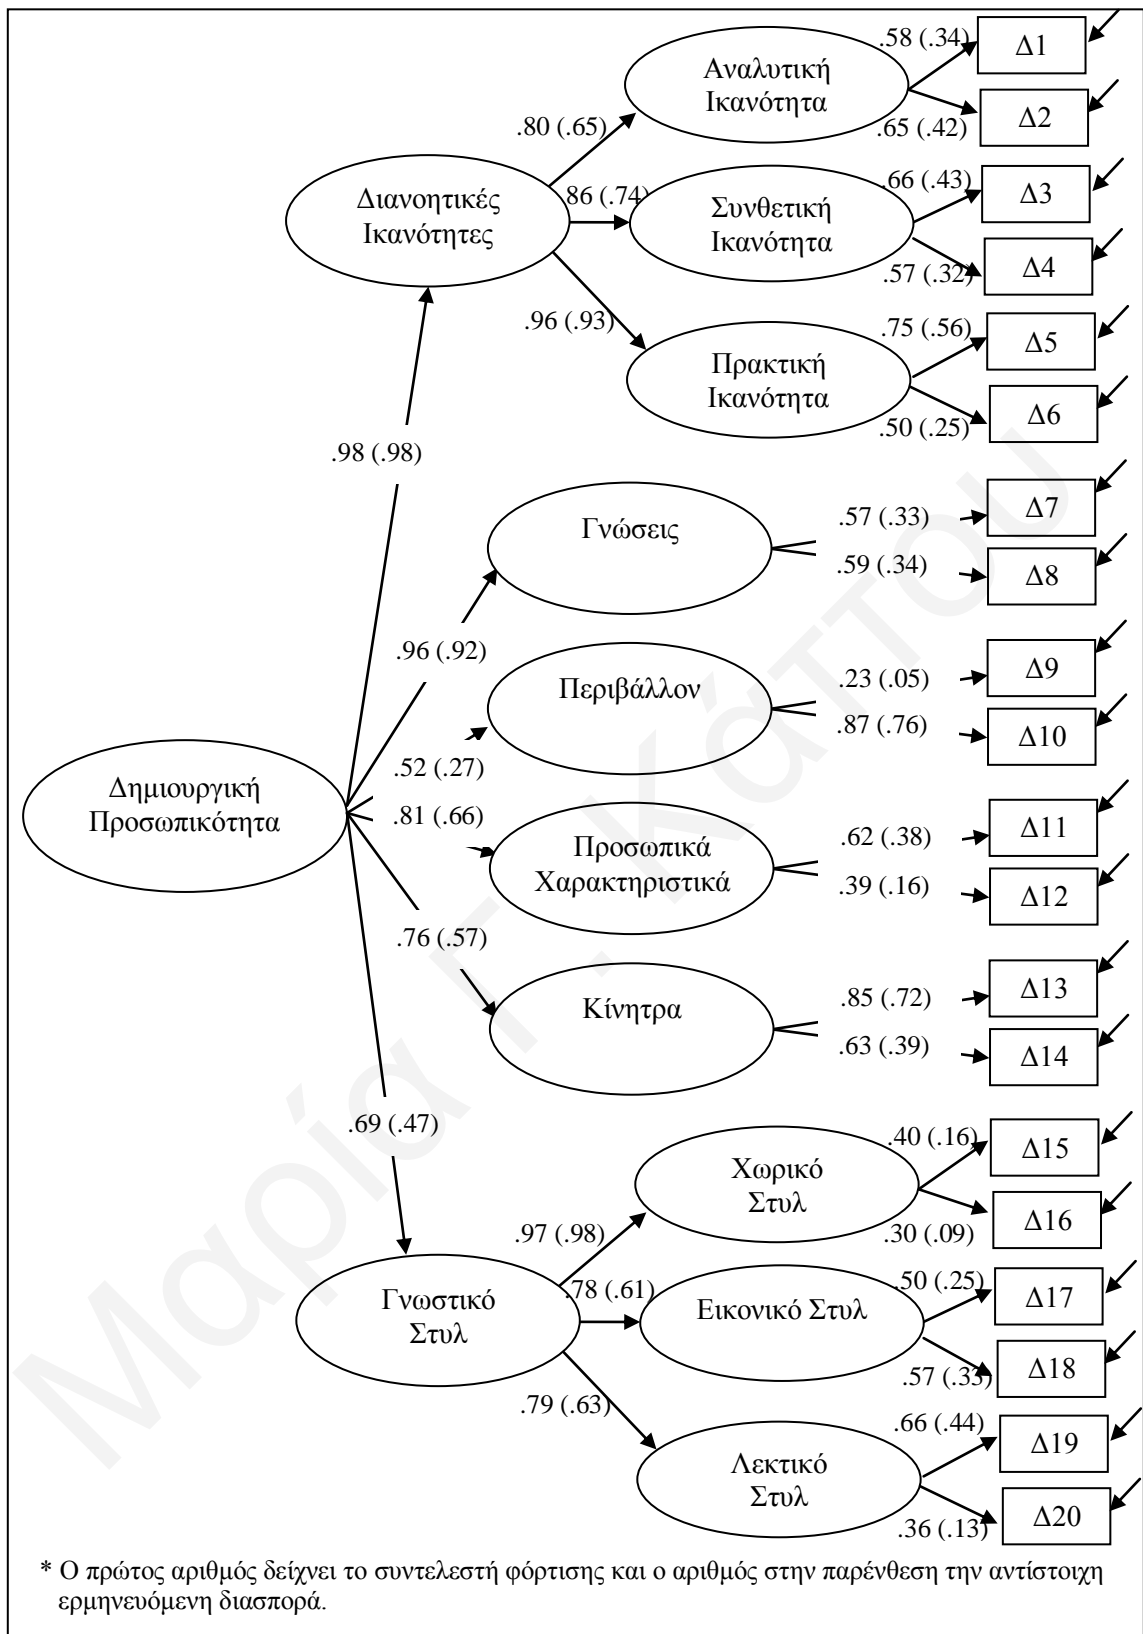 .58 (.34)
Δ1
Αναλυτική
Ικανότητα
.65 (.42)
Δ2
.80 (.65)
Διανοητικές
Ικανότητες
.86 (.74)
Συνθετική
Ικανότητα
.66 (.43)
Δ3
.57 (.32)
Δ4
.96 (.93)
Πρακτική
Ικανότητα
.75 (.56)
Δ5
.50 (.25)
Δ6
.98 (.98)
Γνώσεις
.57 (.33)
Δ7
.59 (.34)
Δ8
.96 (.92)
Περιβάλλον
.23 (.05)
Δ9
.87 (.76)
Δ10
.52 (.27)
Δημιουργική
Προσωπικότητα
.81 (.66)
Προσωπικά
Χαρακτηριστικά
.62 (.38)
Δ11
.39 (.16)
Δ12
.76 (.57)
Κίνητρα
.85 (.72)
Δ13
.63 (.39)
Δ14
.69 (.47)
Χωρικό
Στυλ
.40 (.16)
Δ15
.30 (.09)
Δ16
.97 (.98)
Γνωστικό
Στυλ
.78 (.61)
Εικονικό Στυλ
.50 (.25)
Δ17
.57 (.33)
Δ18
.79 (.63)
Λεκτικό
Στυλ
.66 (.44)
Δ19
.36 (.13)
Δ20
* Ο πρώτος αριθμός δείχνει το συντελεστή φόρτισης και ο αριθμός στην παρένθεση την αντίστοιχη
ερμηνευόμενη διασπορά.
Μαρία Γ. Κάττου